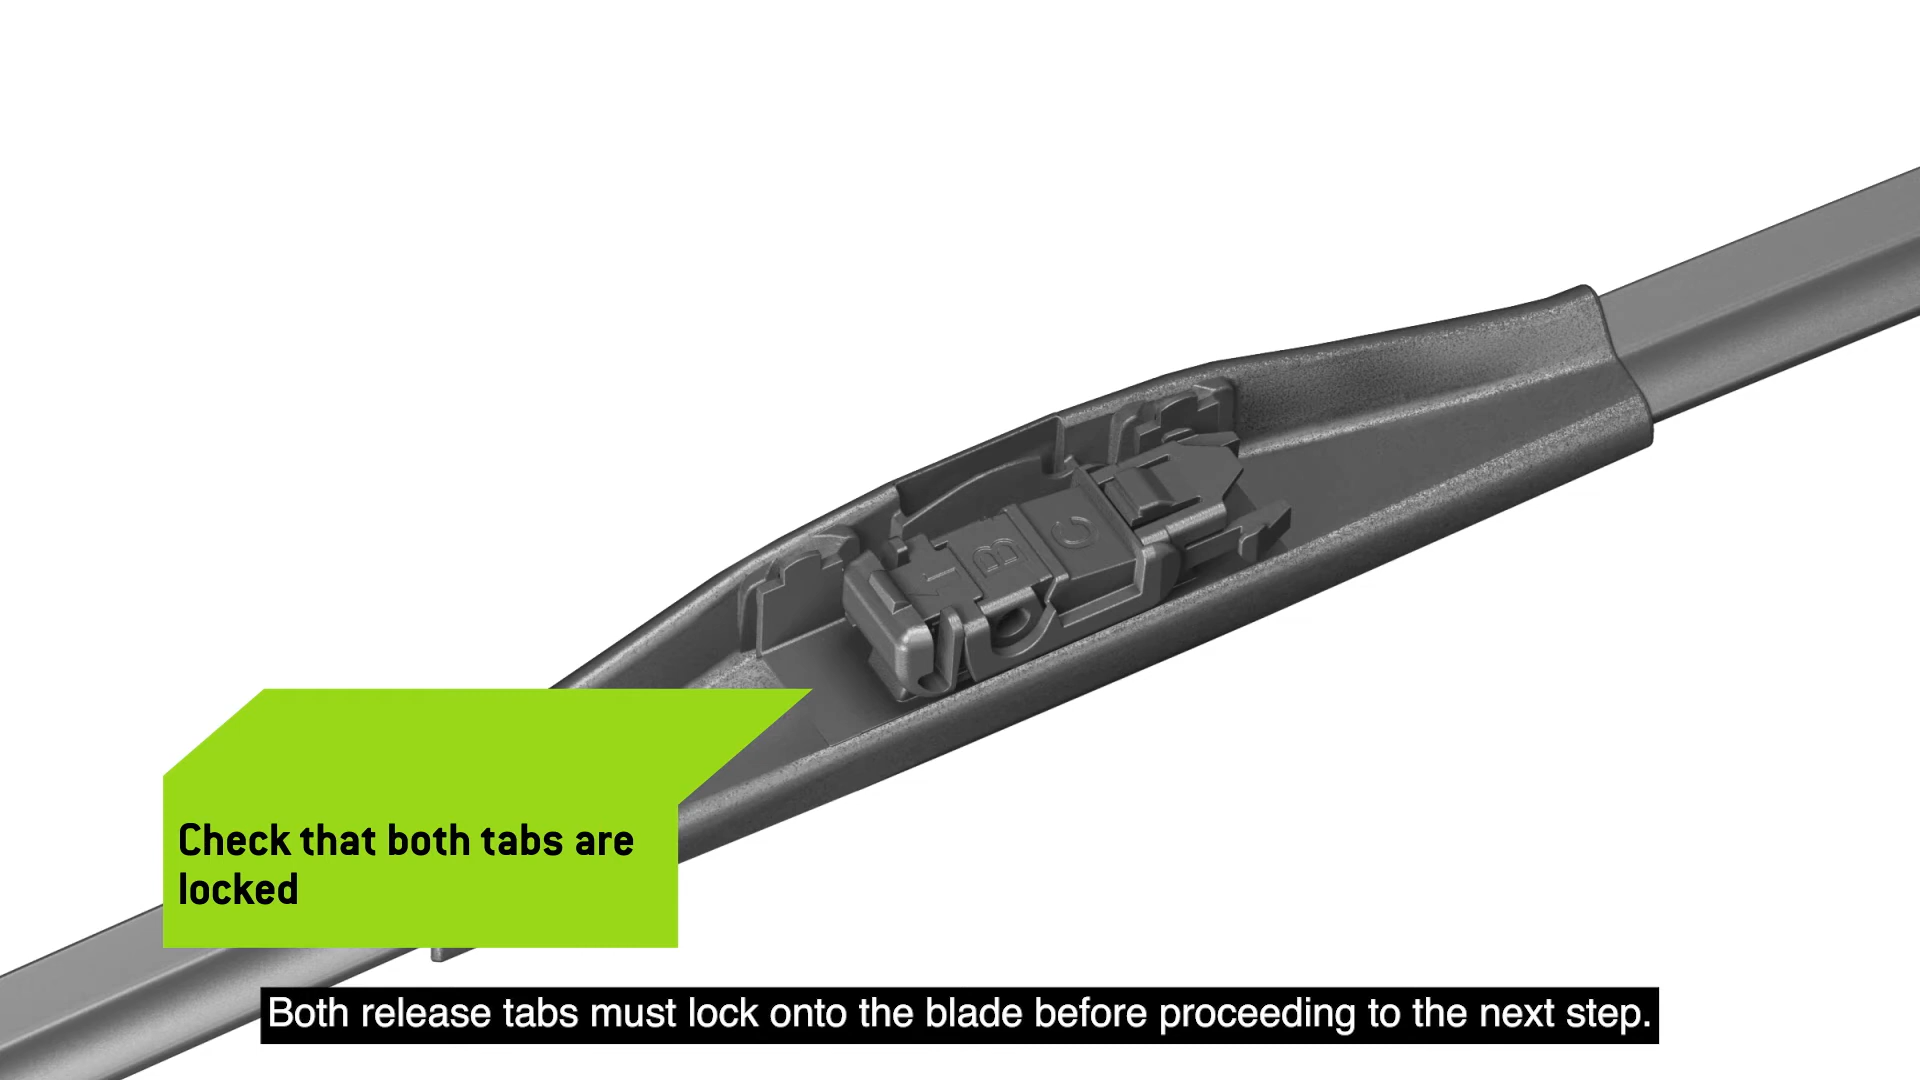 B C
Check that both tabs are
locked
Both release tabs must lock onto the blade before proceeding to the next step.